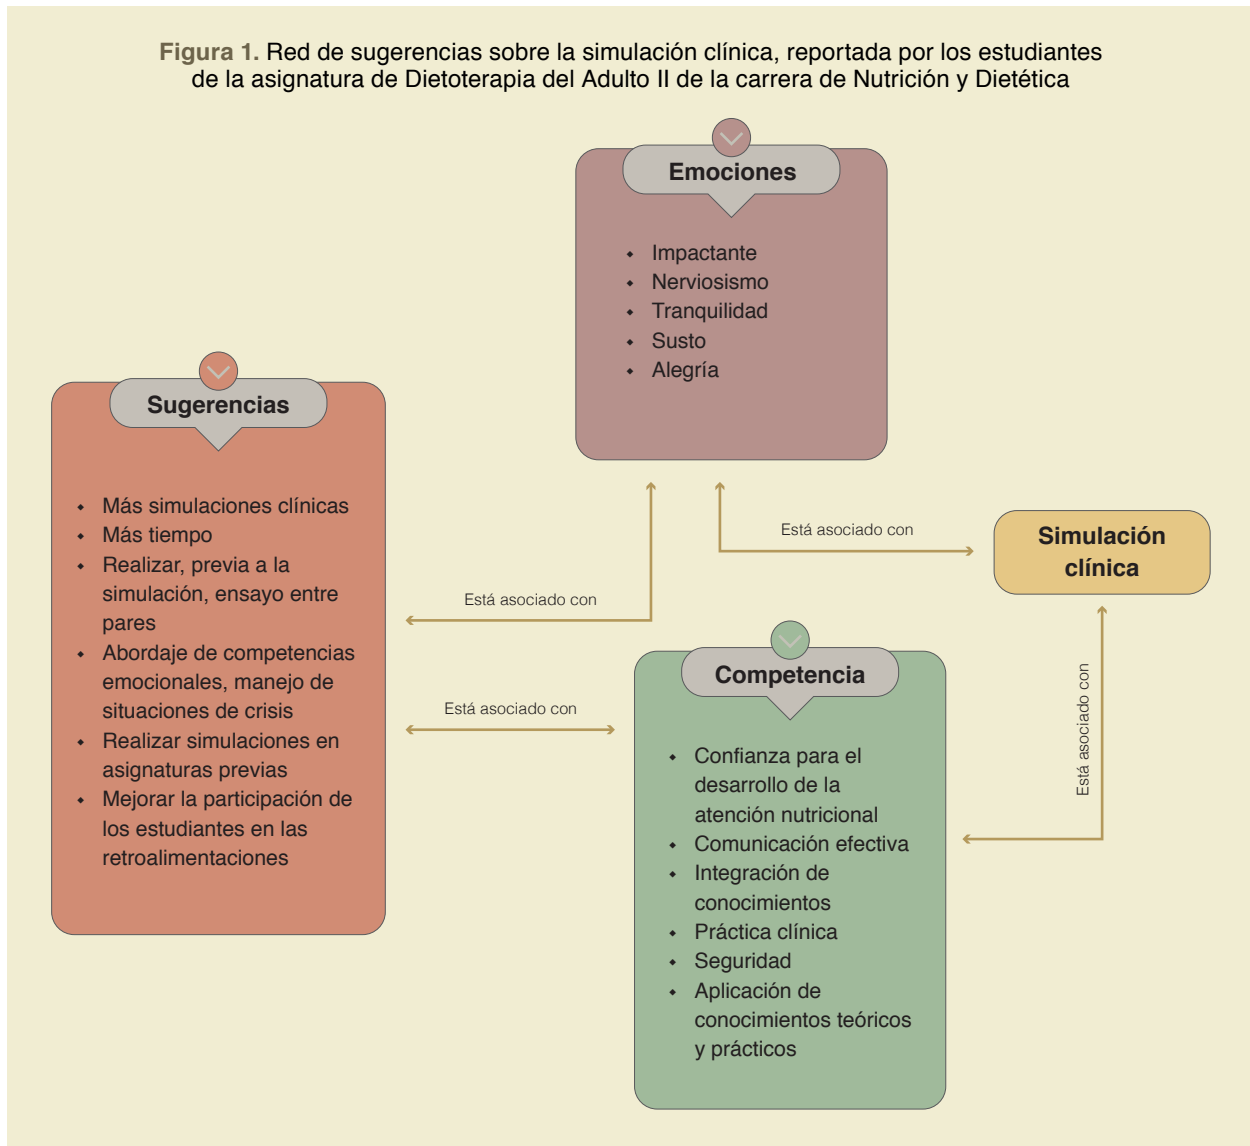 Figura 1. Red de sugerencias sobre la simulación clínica, reportada por los estudiantes
de la asignatura de Dietoterapia del Adulto II de la carrera de Nutrición y Dietética
Emociones
• Impactante
• Nerviosismo
• Tranquilidad
• Susto
• Alegría
Sugerencias
• Más simulaciones clínicas
• Más tiempo
• Realizar, previa a la
simulación, ensayo entre
pares
• Abordaje de competencias
emocionales, manejo de
situaciones de crisis
• Realizar simulaciones en
asignaturas previas
• Mejorar la participación de
los estudiantes en las
retroalimentaciones
Está asociado con
Simulación
clínica
Está asociado con
Está asociado con
Está asociado con
Competencia
• Confianza para el
desarrollo de la
atención nutricional
• Comunicación efectiva
• Integración de
conocimientos
• Práctica clínica
• Seguridad
• Aplicación de
conocimientos teóricos
y prácticos